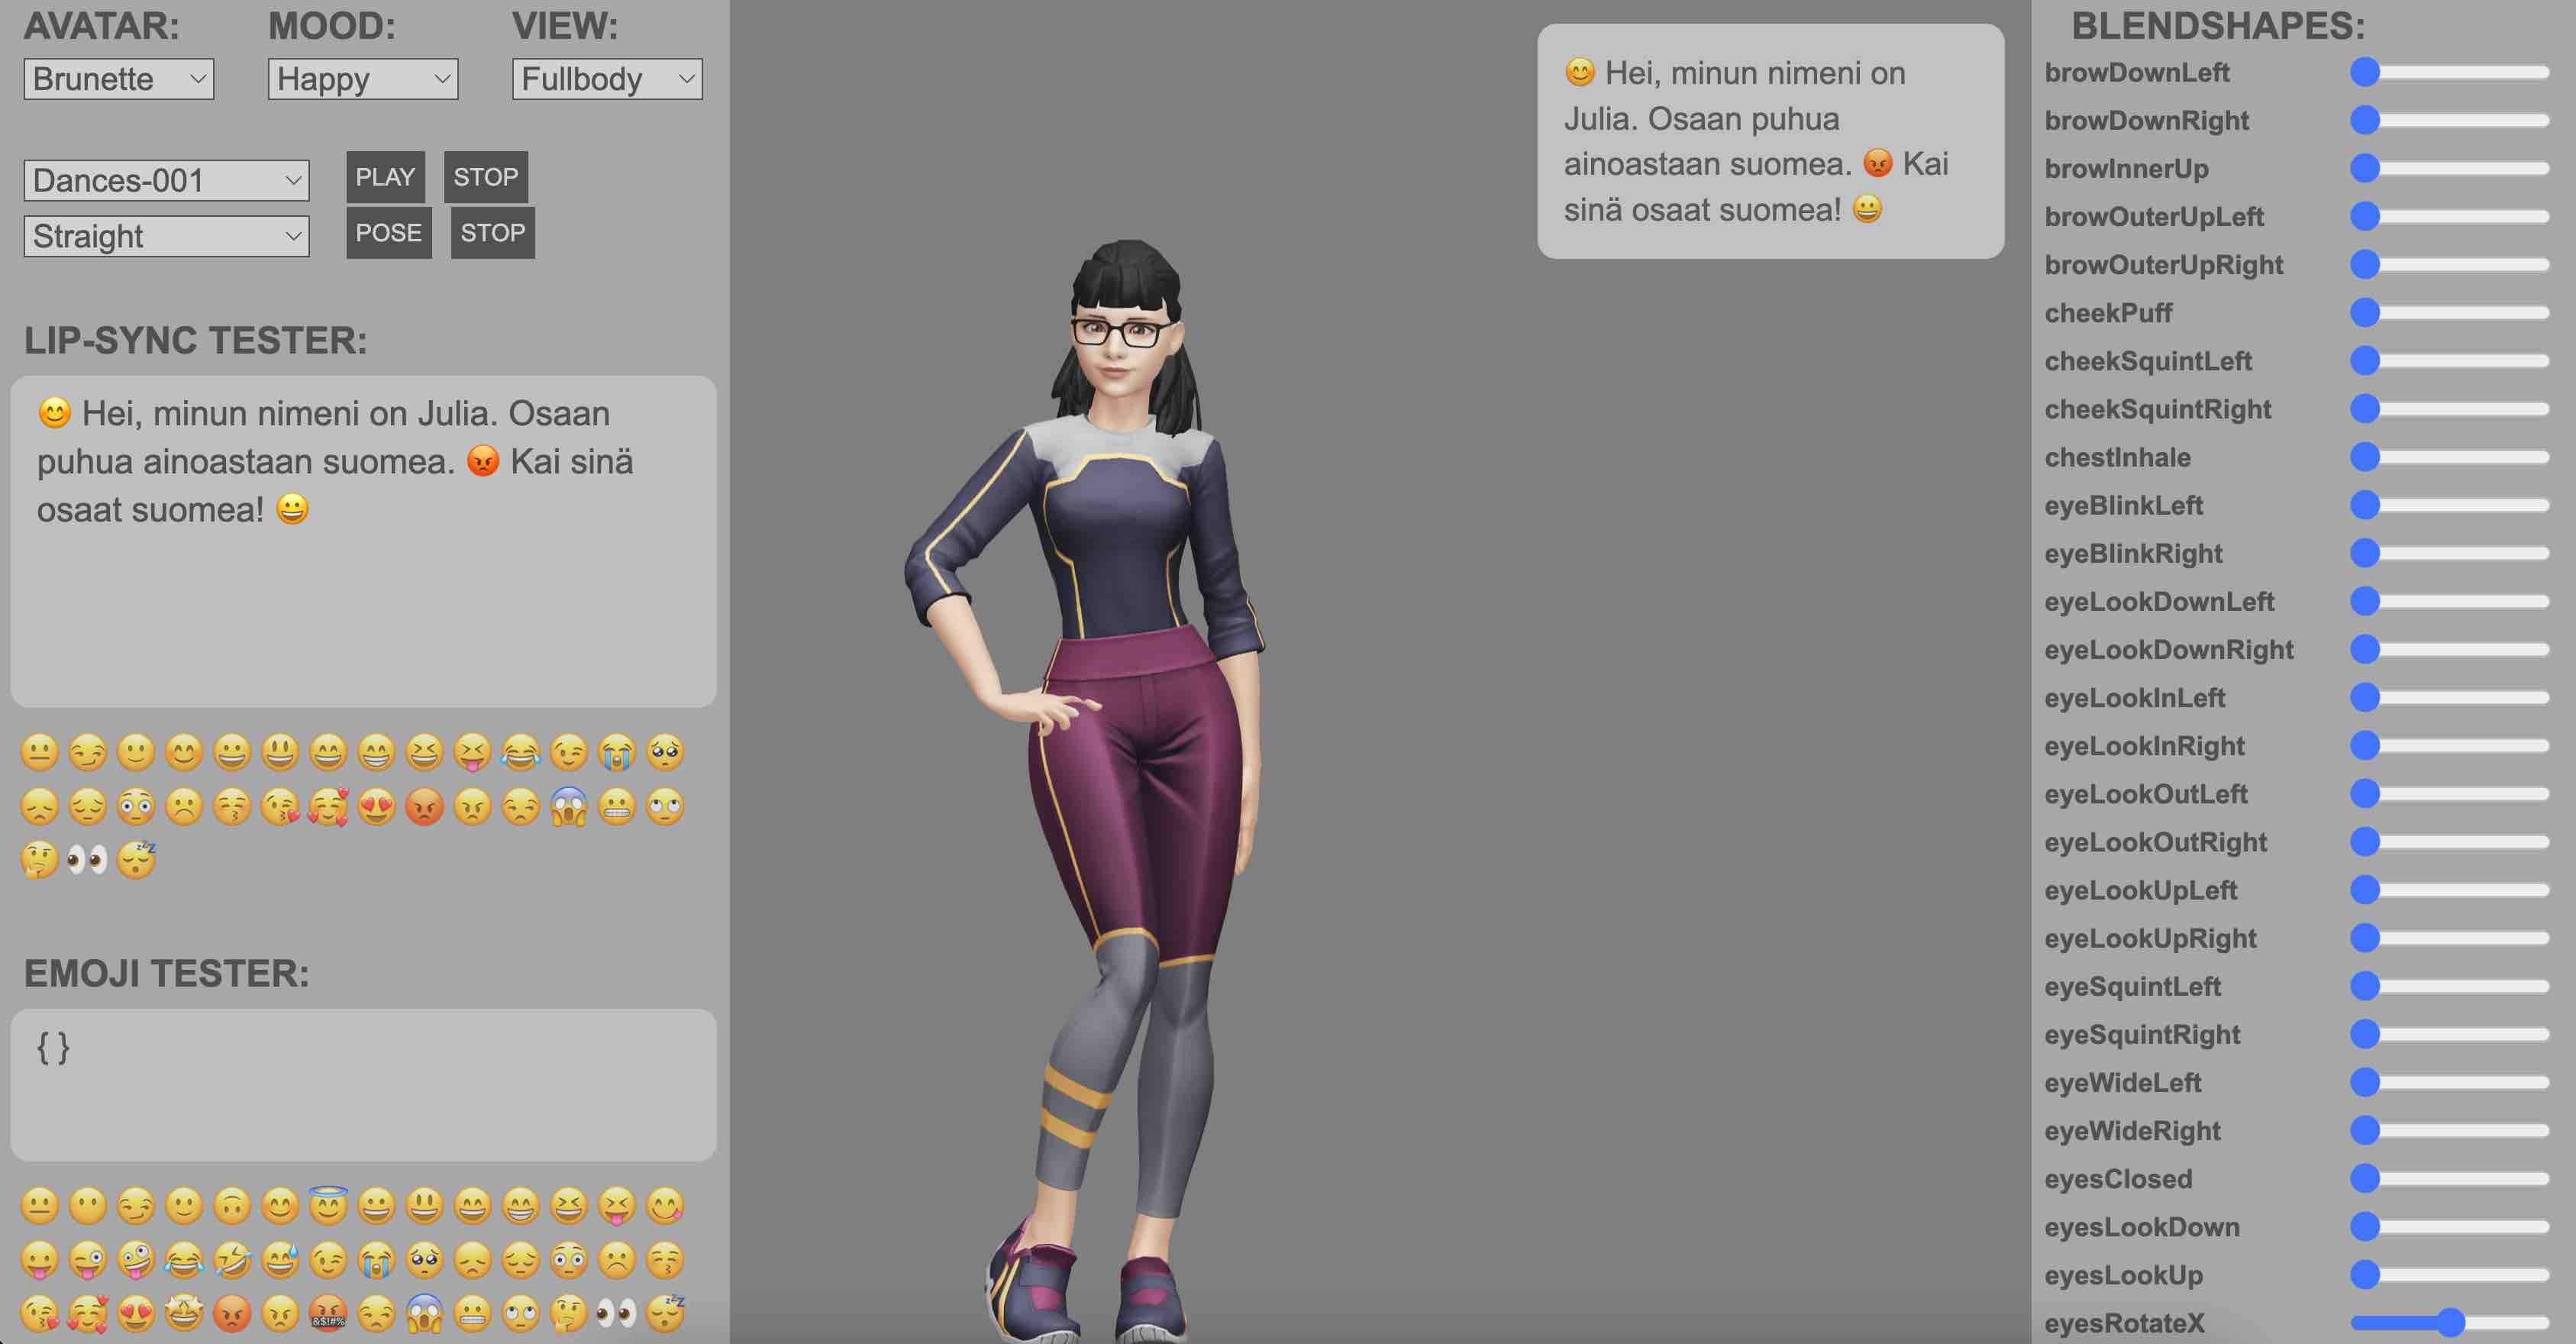 AVATAR: MOOD: VIEW:
Brunette Happy Fullbody
Dances-001 PLAY STOP
Straight POSE STOP
LIP-SYNC TESTER:
😊 Hei, minun nimeni on Julia. Osaan
puhua ainoastaan suomea. 😡 Kai sinä
osaat suomea! 😀
EMOJI TESTER:
{ }
&$!#%
😊 Hei, minun nimeni on
Julia. Osaan puhua
ainoastaan suomea. 😡 Kai
sinä osaat suomea! 😀
BLENDSHAPES:
browDownLeft
browDownRight
browInnerUp
browOuterUpLeft
browOuterUpRight
cheekPuff
cheekSquintLeft
cheekSquintRight
chestInhale
eyeBlinkLeft
eyeBlinkRight
eyeLookDownLeft
eyeLookDownRight
eyeLookInLeft
eyeLookInRight
eyeLookOutLeft
eyeLookOutRight
eyeLookUpLeft
eyeLookUpRight
eyeSquintLeft
eyeSquintRight
eyeWideLeft
eyeWideRight
eyesClosed
eyesLookDown
eyesLookUp
eyesRotateX